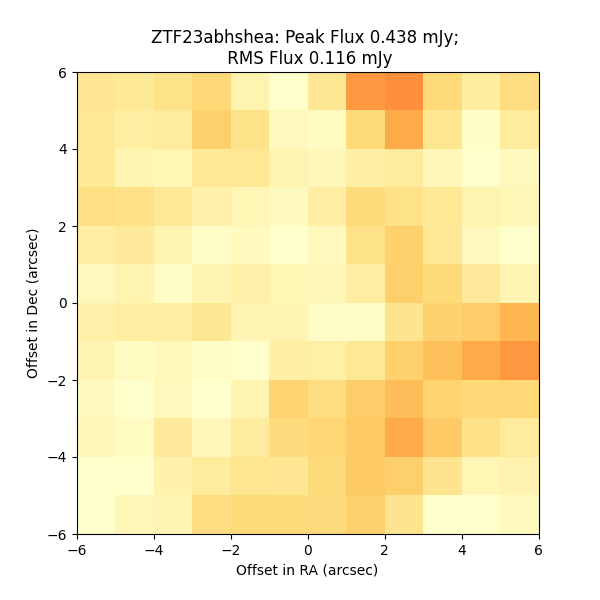 ZTF23abhshea: Peak Flux 0.438 mJy;
RMS Flux 0.116 mJy
6
4
2
0
−2
−4
−6
Offset in Dec (arcsec)
−6 −4 −2 0 2 4 6
Offset in RA (arcsec)